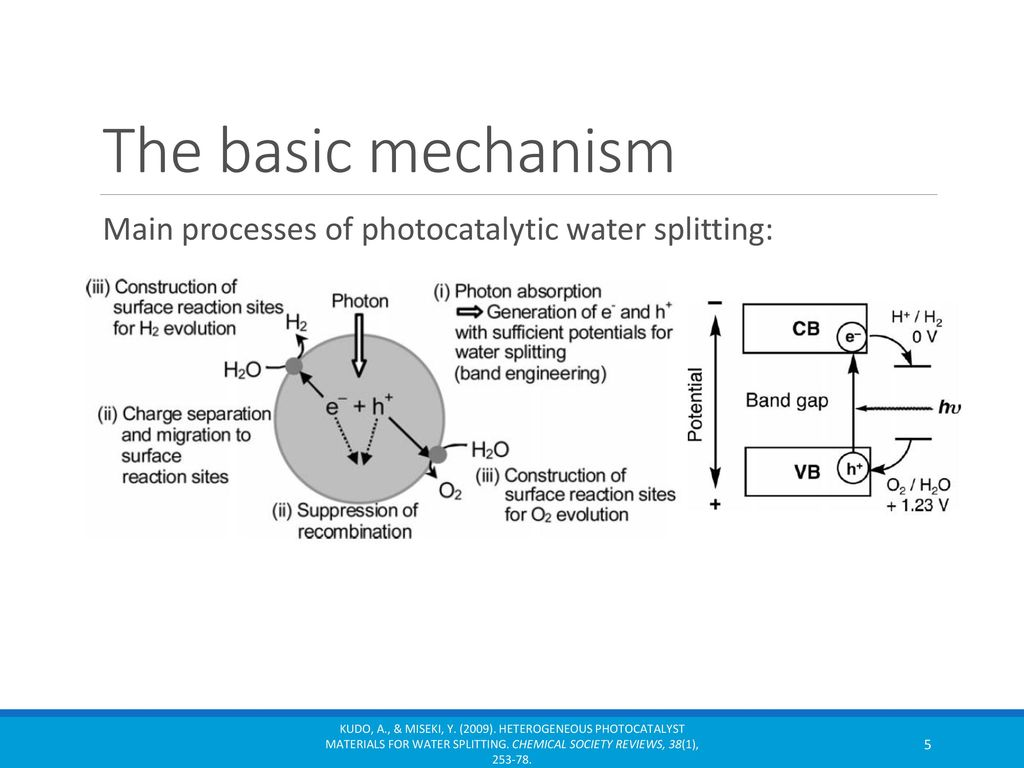 The basic mechanism
Main processes of photocatalytic water splitting:
(iii) Construction of
surface reaction sites
for H₂ evolution
H₂
Photon
(i) Photon absorption
⇒ Generation of e⁻ and h⁺
with sufficient potentials for
water splitting
(band engineering)
H₂O
e⁻ + h⁺
(ii) Charge separation
and migration to
surface
reaction sites
H₂O
O₂
(iii) Construction of
surface reaction sites
for O₂ evolution
(ii) Suppression of
recombination
−
Potential
+
CB
e⁻
H⁺ / H₂
0 V
Band gap
hν
VB
h⁺
O₂ / H₂O
+ 1.23 V
KUDO, A., & MISEKI, Y. (2009). HETEROGENEOUS PHOTOCATALYST
MATERIALS FOR WATER SPLITTING. CHEMICAL SOCIETY REVIEWS, 38(1),
253-78.
5